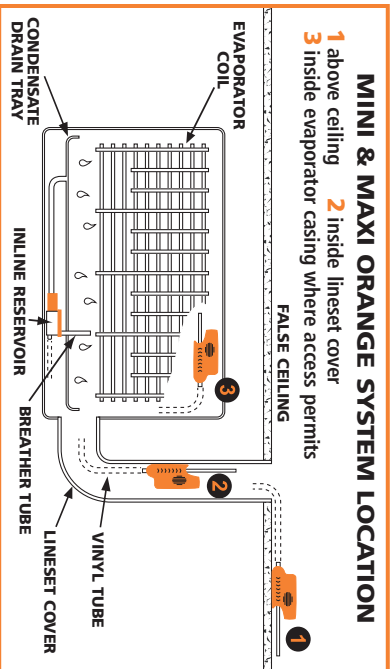 MINI & MAXI ORANGE SYSTEM LOCATION
1 above ceiling 2 inside lineset cover
3 inside evaporator casing where access permits
FALSE CEILING
EVAPORATOR
COIL
3
2
1
CONDENSATE
DRAIN TRAY
INLINE RESERVOIR
BREATHER TUBE
VINYL TUBE
LINESET COVER